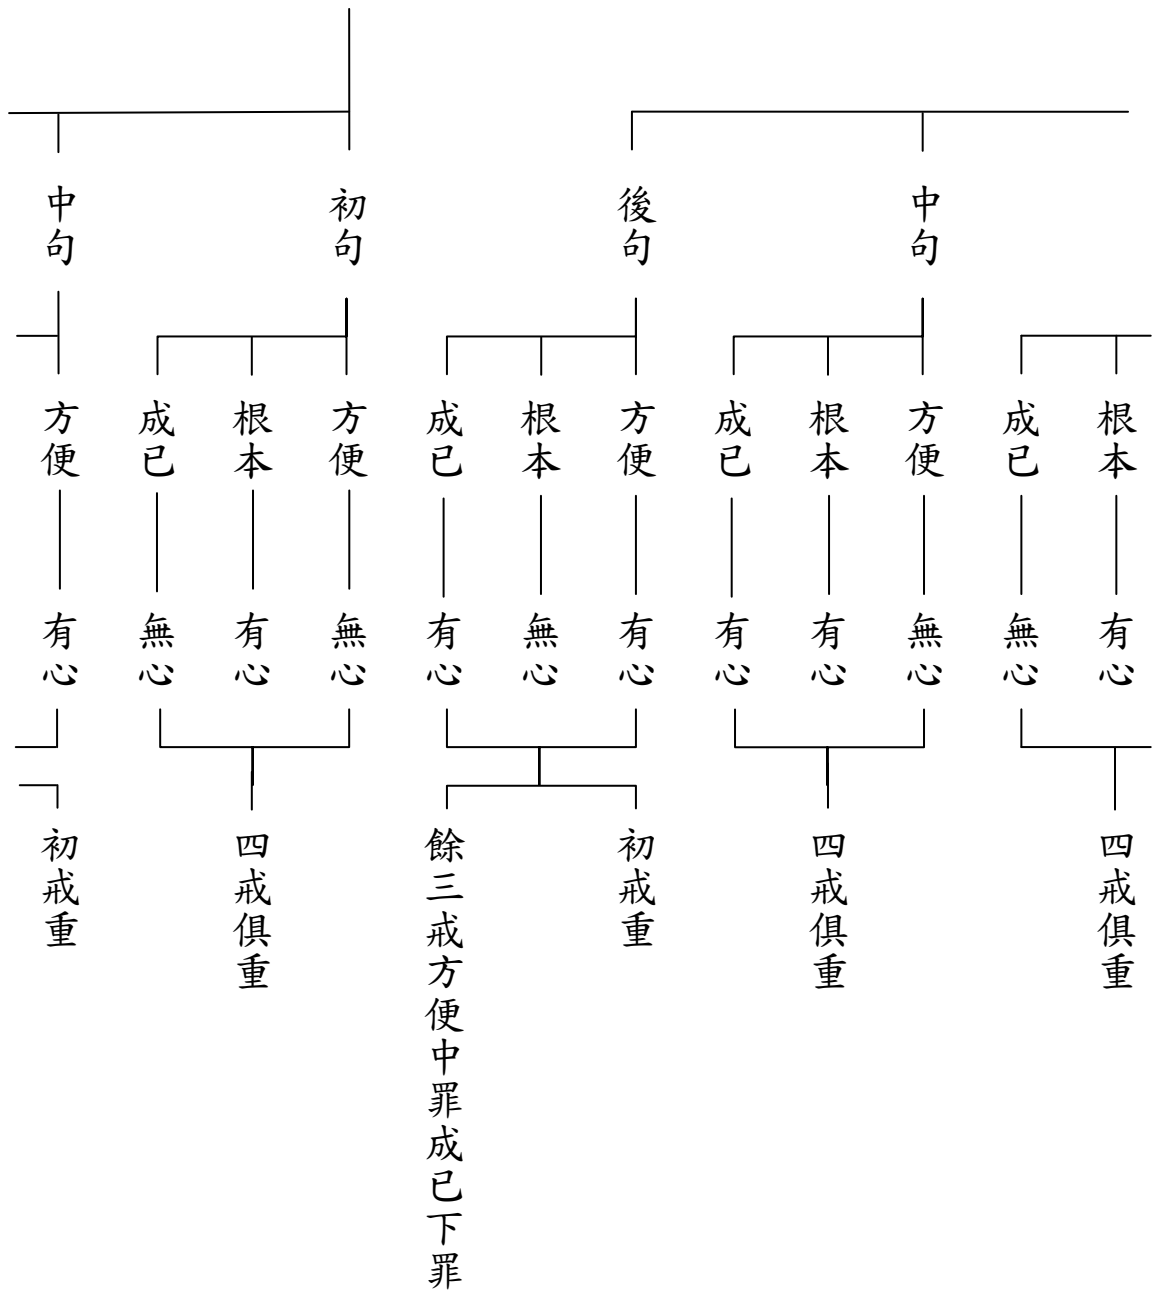 中句
後句
初句
中句
根本
成已
方便
根本
成已
方便
根本
成已
方便
根本
成已
方便
有心
無心
無心
有心
有心
有心
無心
有心
無心
有心
無心
有心
四戒俱重
四戒俱重
初戒重
餘三戒方便中罪成已下罪
四戒俱重
初戒重